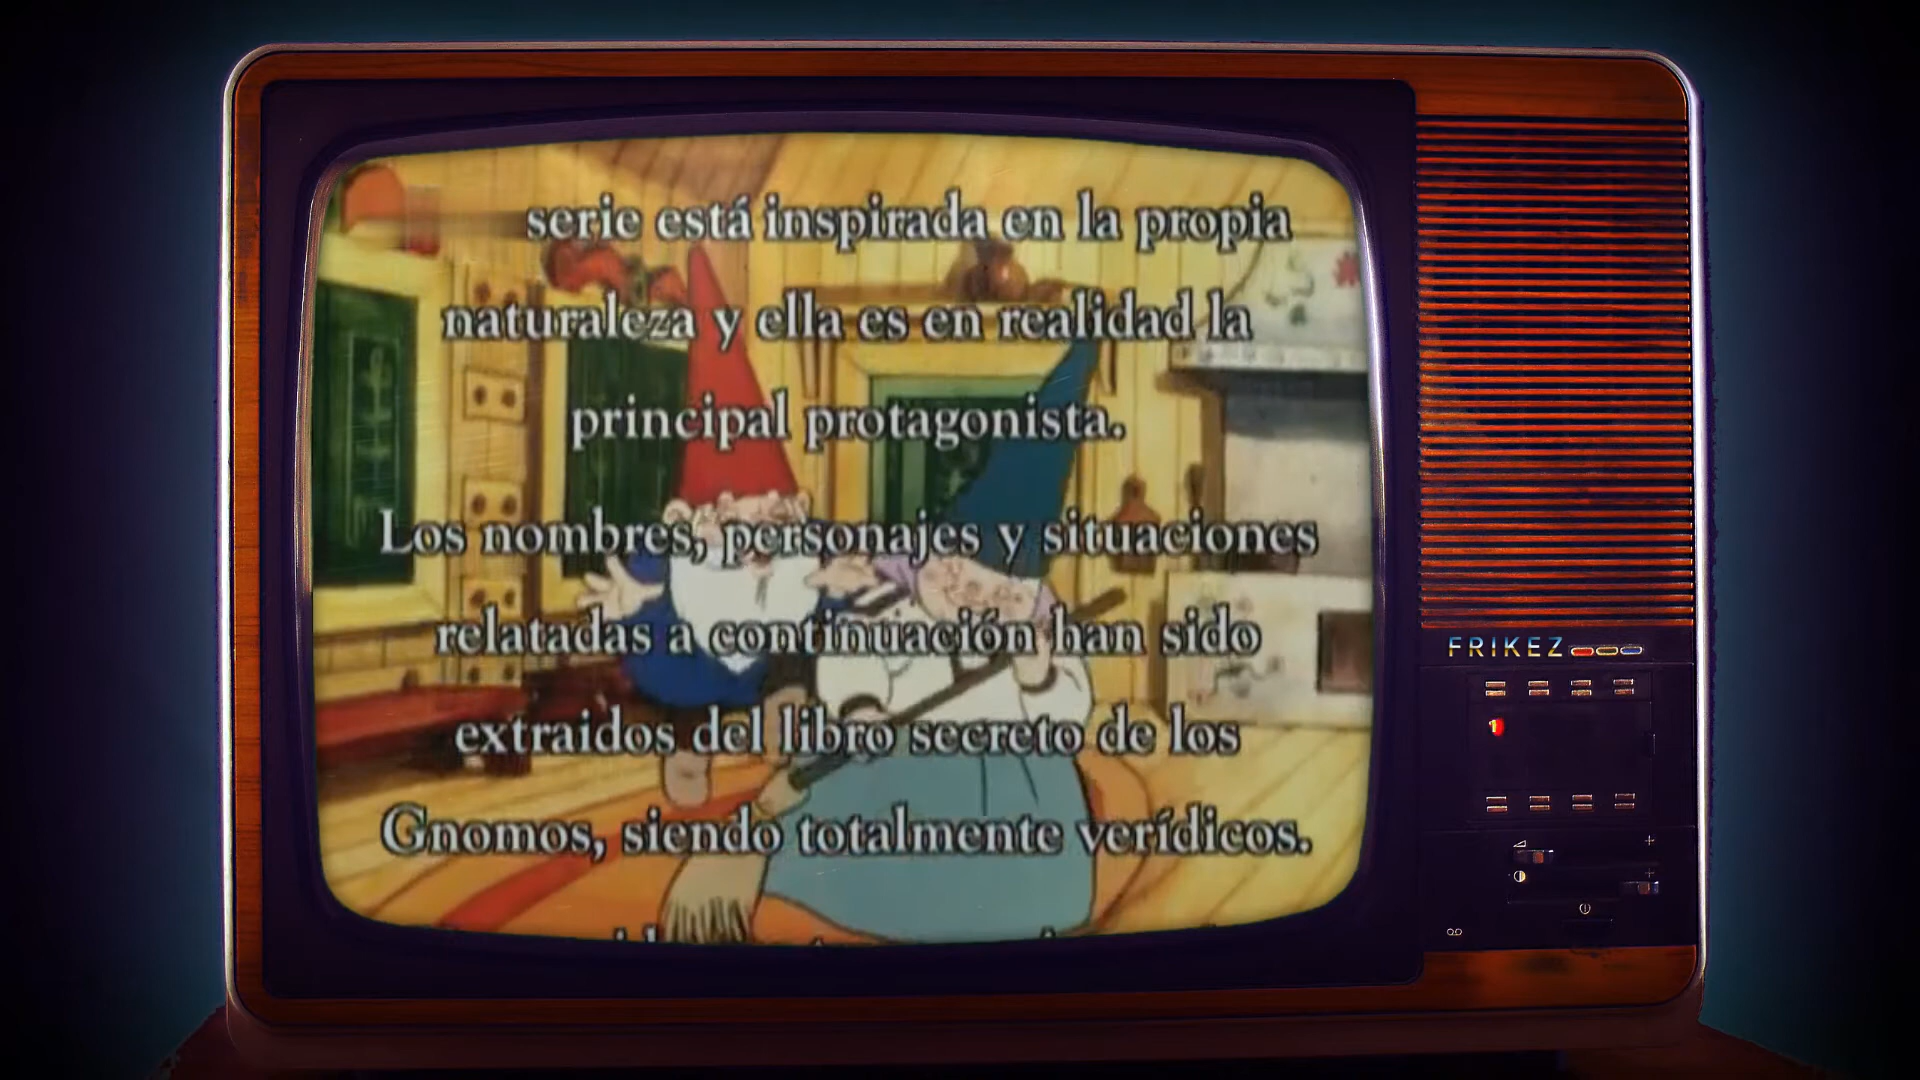 serie está inspirada en la propia
naturaleza y ella es en realidad la
principal protagonista.
Los nombres, personajes y situaciones
relatadas a continuación han sido
extraidos del libro secreto de los
Gnomos, siendo totalmente verídicos.
FRIKEZ
1